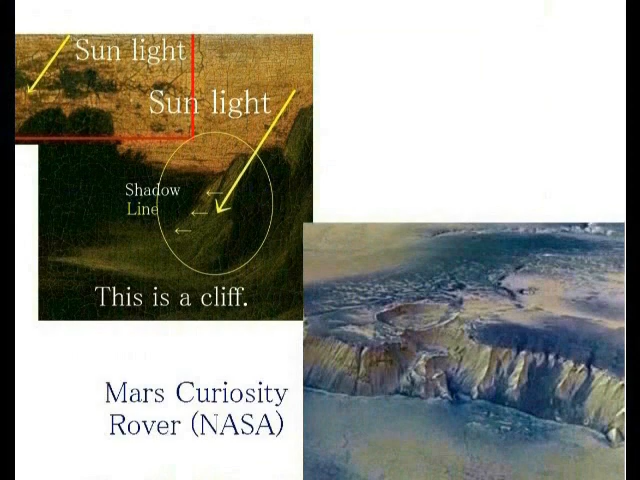 Sun light
Sun light
Shadow
Line
This is a cliff.
Mars Curiosity
Rover (NASA)